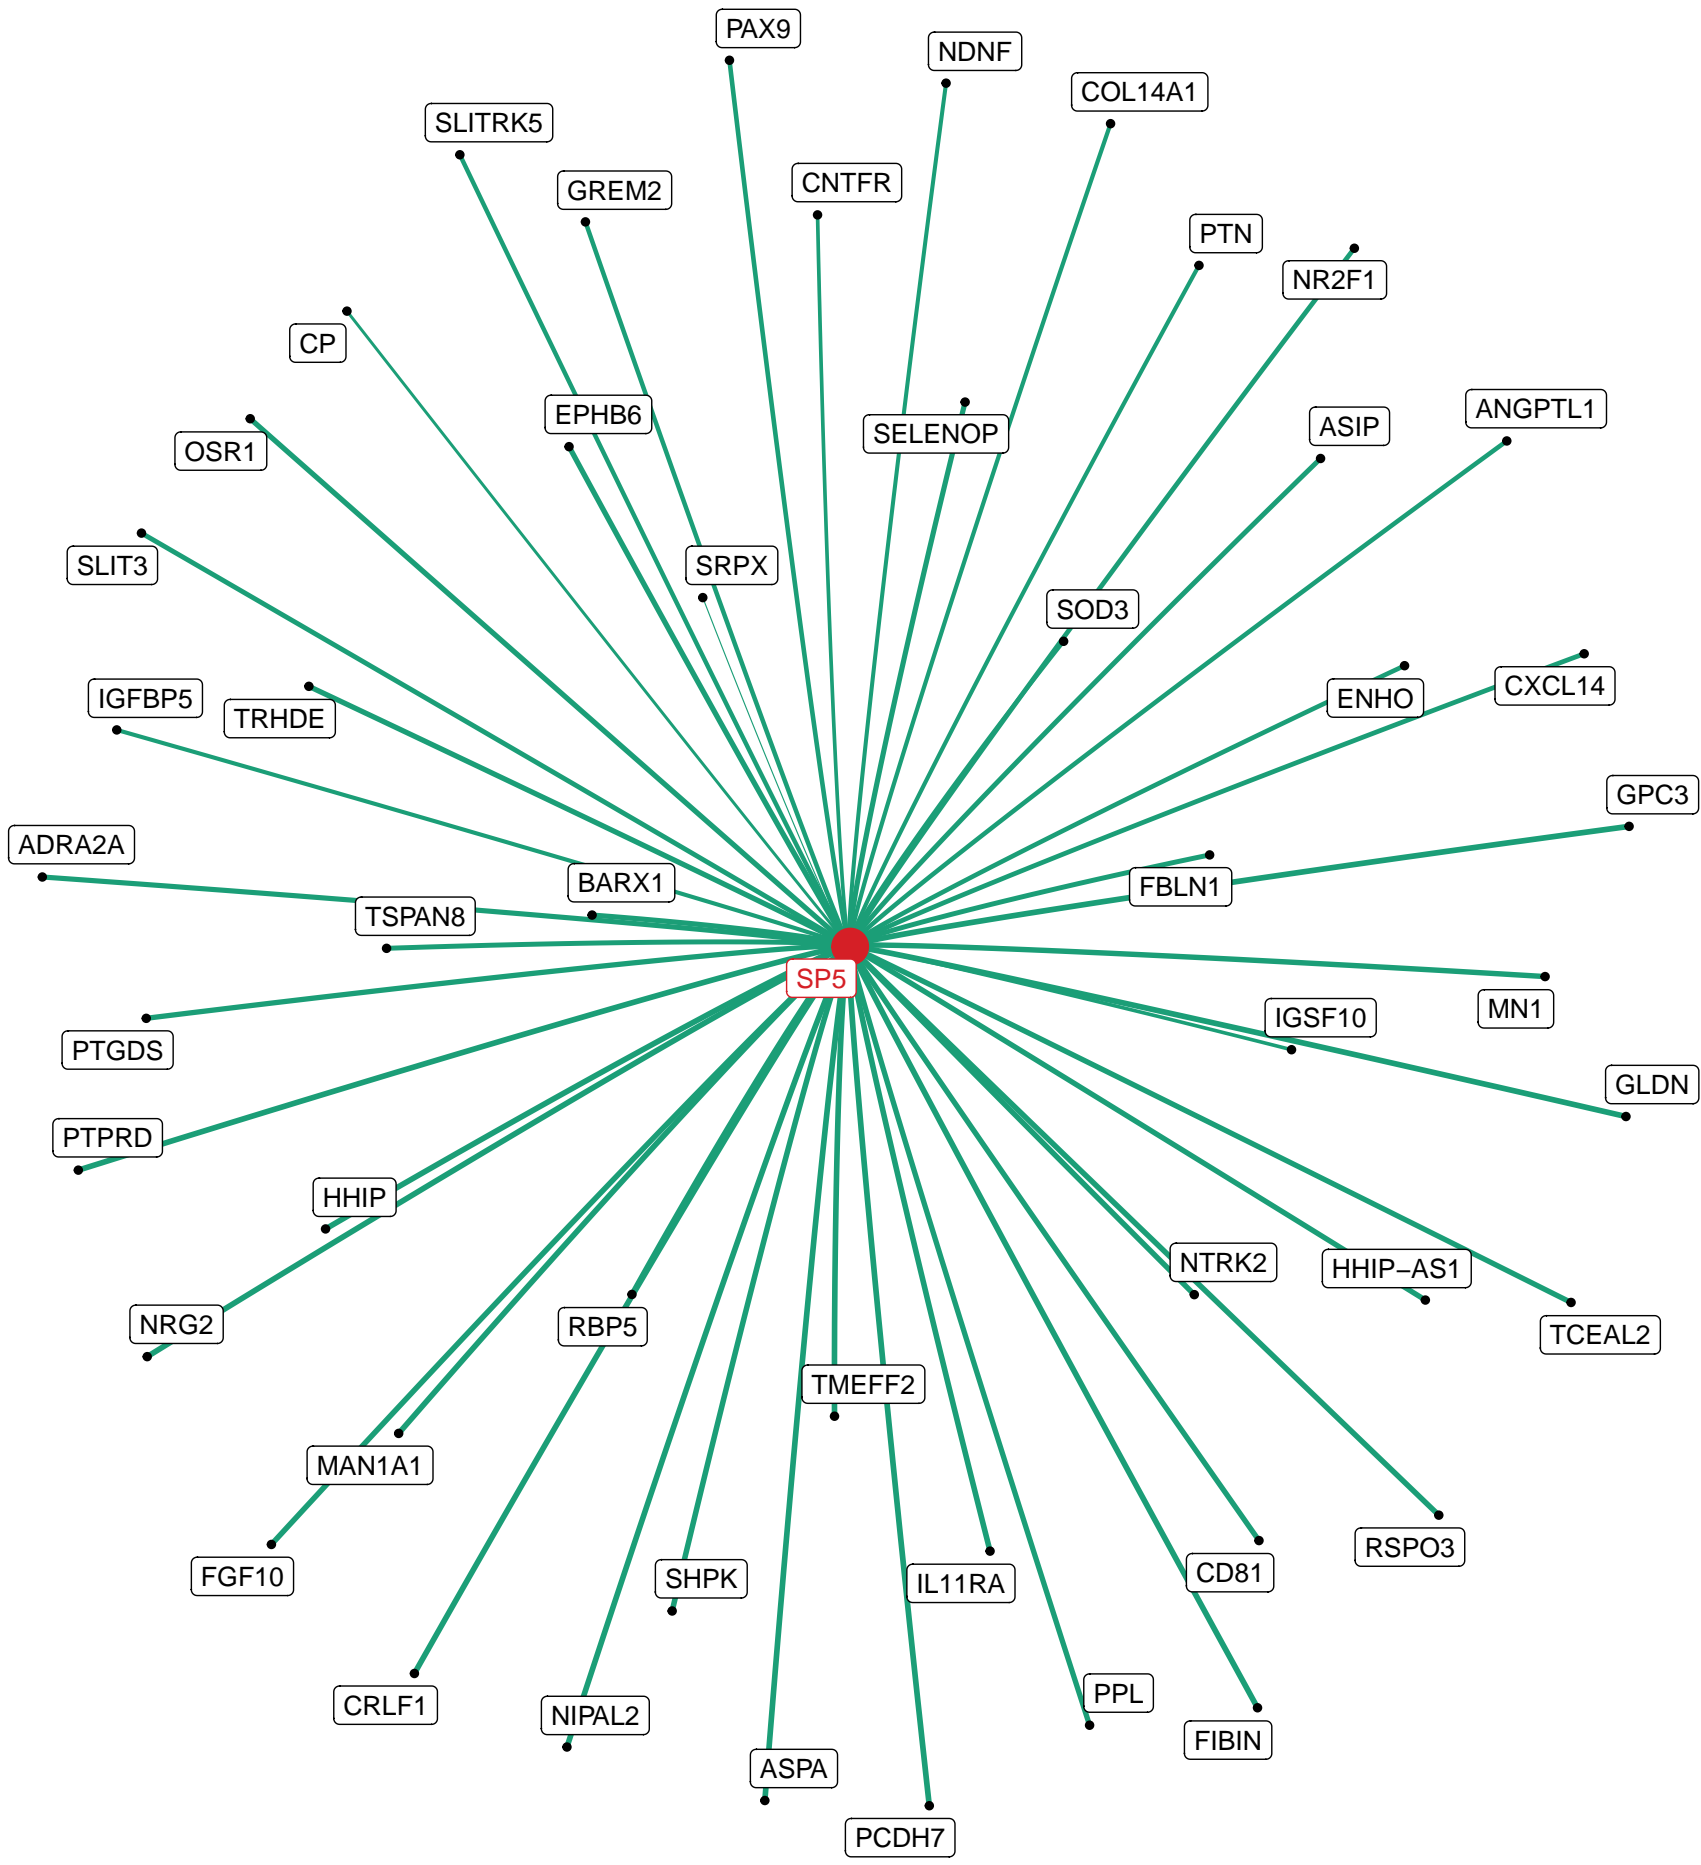 PAX9
NDNF
COL14A1
SLITRK5
CNTFR
GREM2
PTN
NR2F1
CP
ANGPTL1
EPHB6
ASIP
SELENOP
OSR1
SLIT3
SRPX
SOD3
CXCL14
IGFBP5
ENHO
TRHDE
GPC3
ADRA2A
BARX1
FBLN1
TSPAN8
SP5
MN1
IGSF10
PTGDS
GLDN
PTPRD
HHIP
NTRK2
HHIP−AS1
NRG2
RBP5
TCEAL2
TMEFF2
MAN1A1
RSPO3
CD81
FGF10
SHPK
IL11RA
PPL
CRLF1
NIPAL2
FIBIN
ASPA
PCDH7